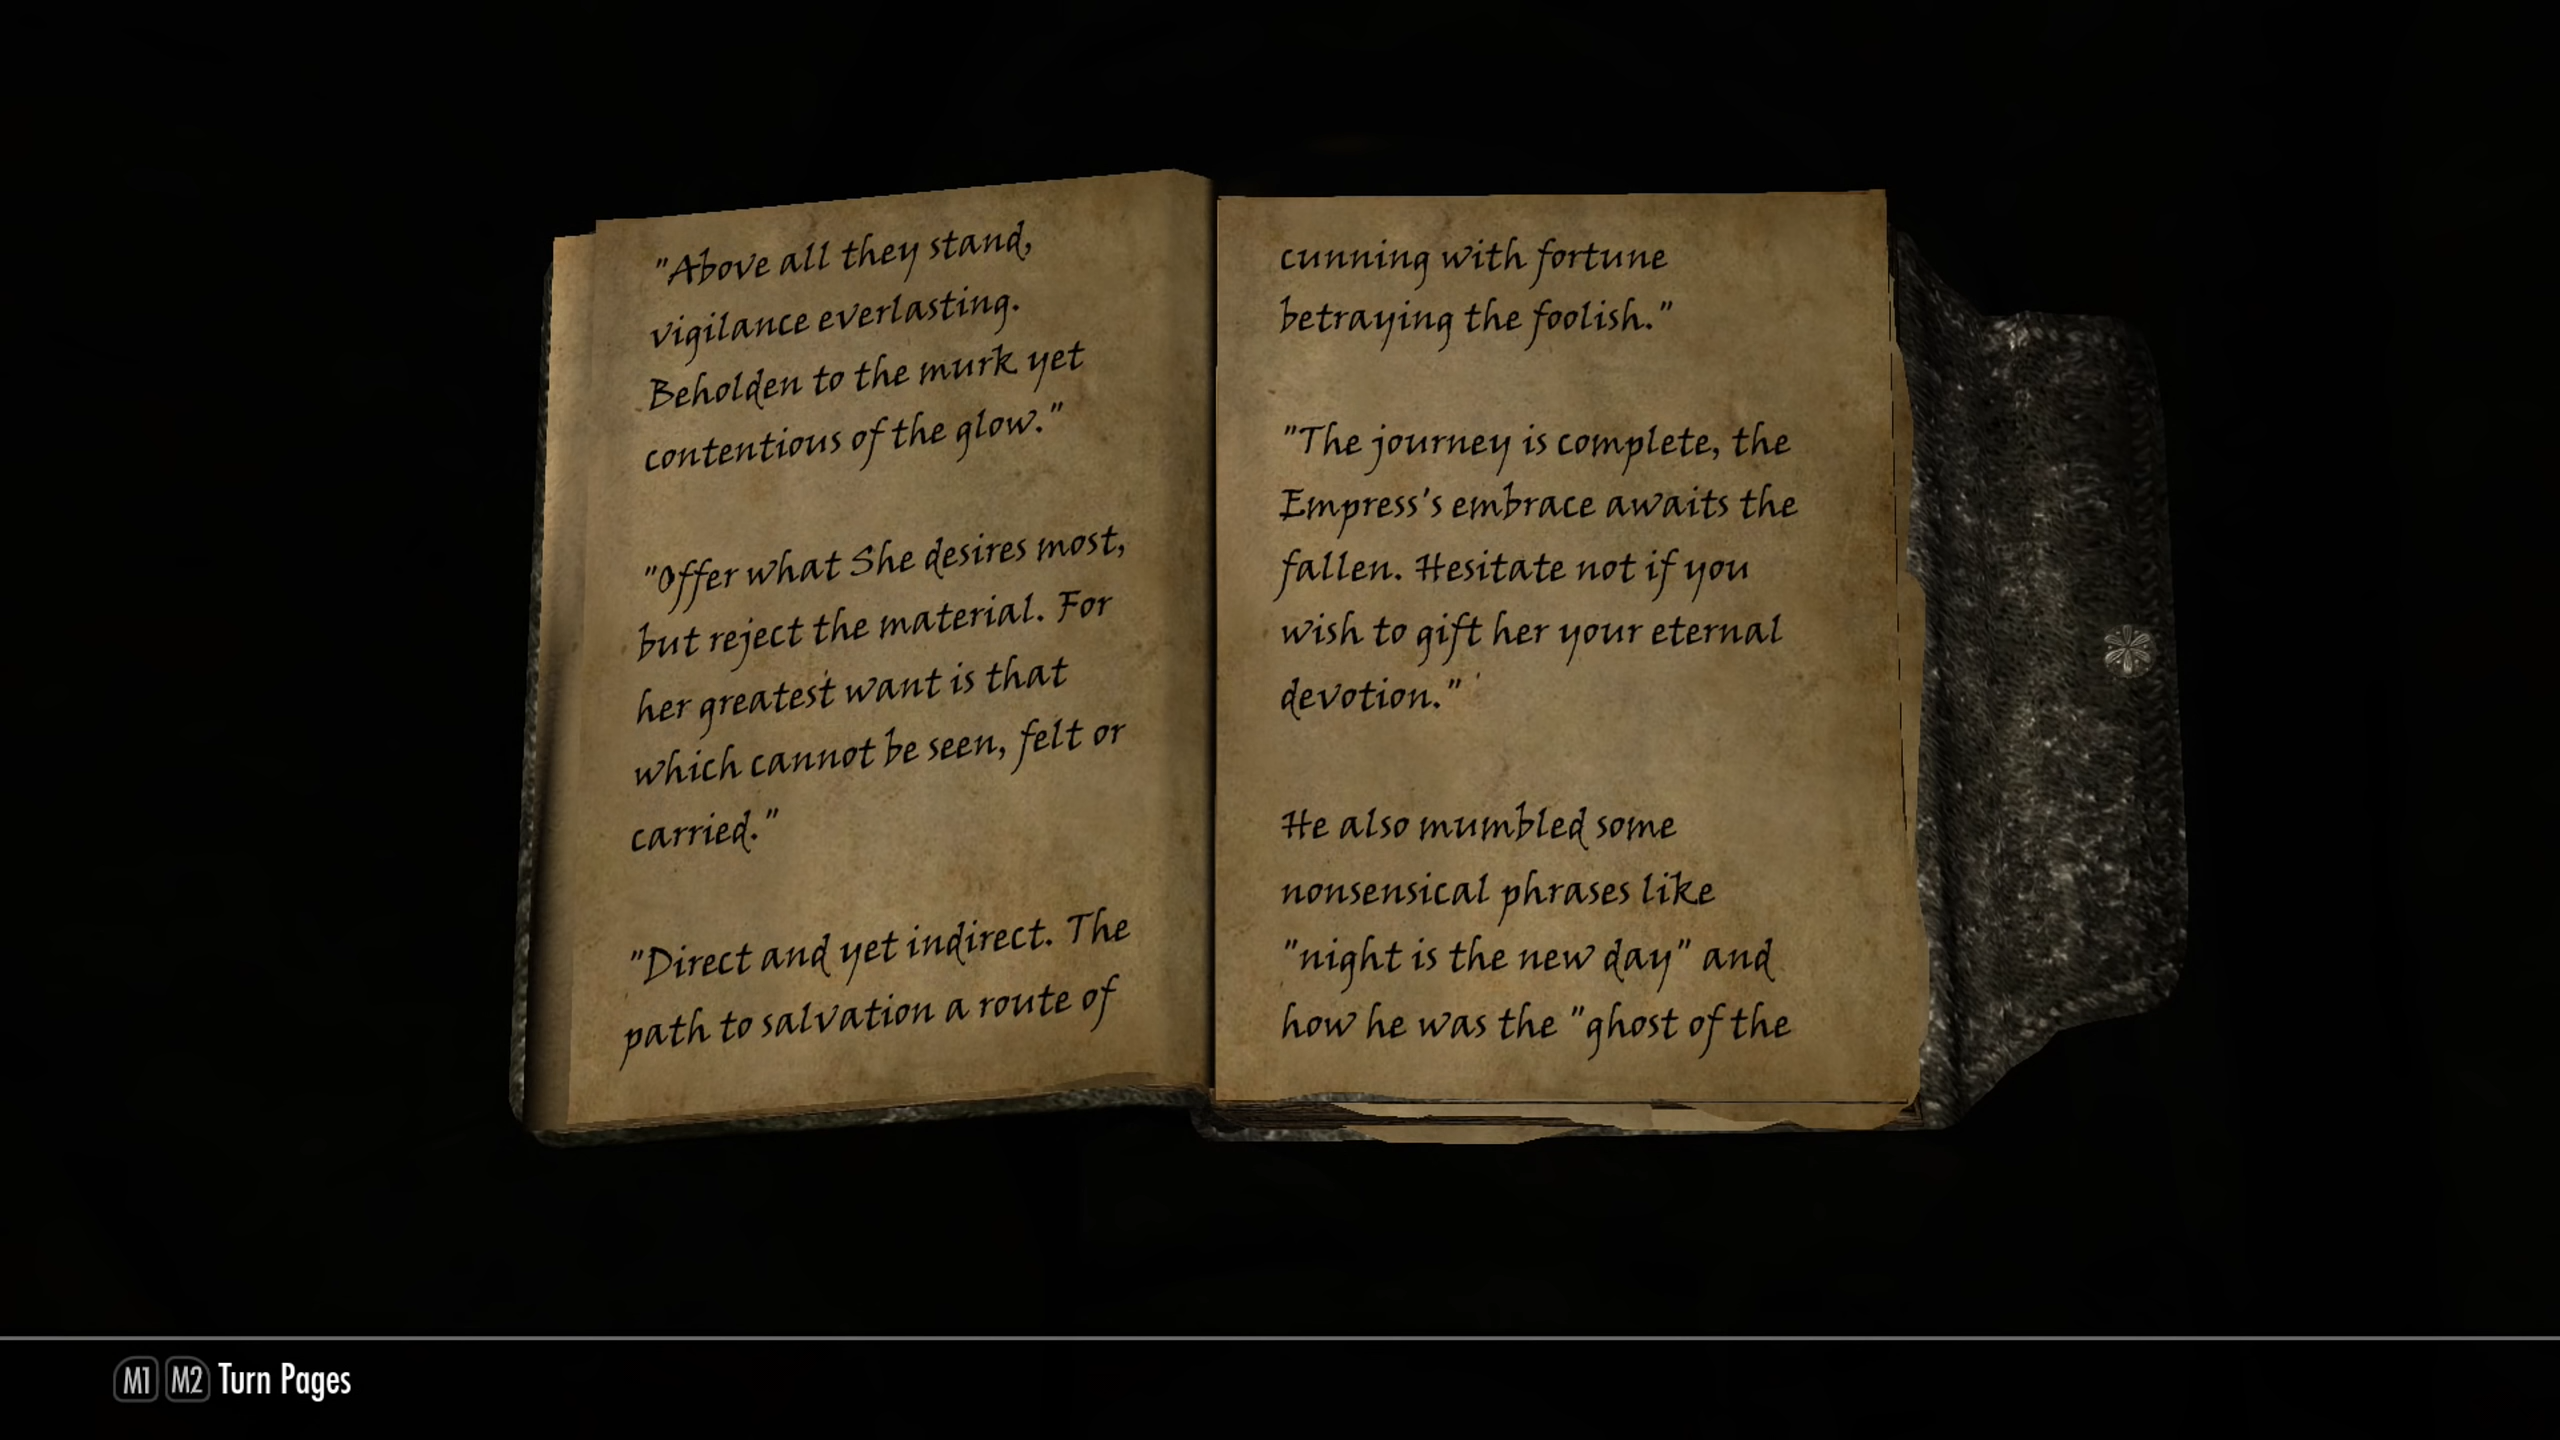 "Above all they stand,
vigilance everlasting.
Beholden to the murk yet
contentious of the glow."
"Offer what She desires most,
but reject the material. For
her greatest want is that
which cannot be seen, felt or
carried."
"Direct and yet indirect. The
path to salvation a route of
cunning with fortune
betraying the foolish."
"The journey is complete, the
Empress's embrace awaits the
fallen. Hesitate not if you
wish to gift her your eternal
devotion."
He also mumbled some
nonsensical phrases like
"night is the new day" and
how he was the "ghost of the
M1 M2 Turn Pages